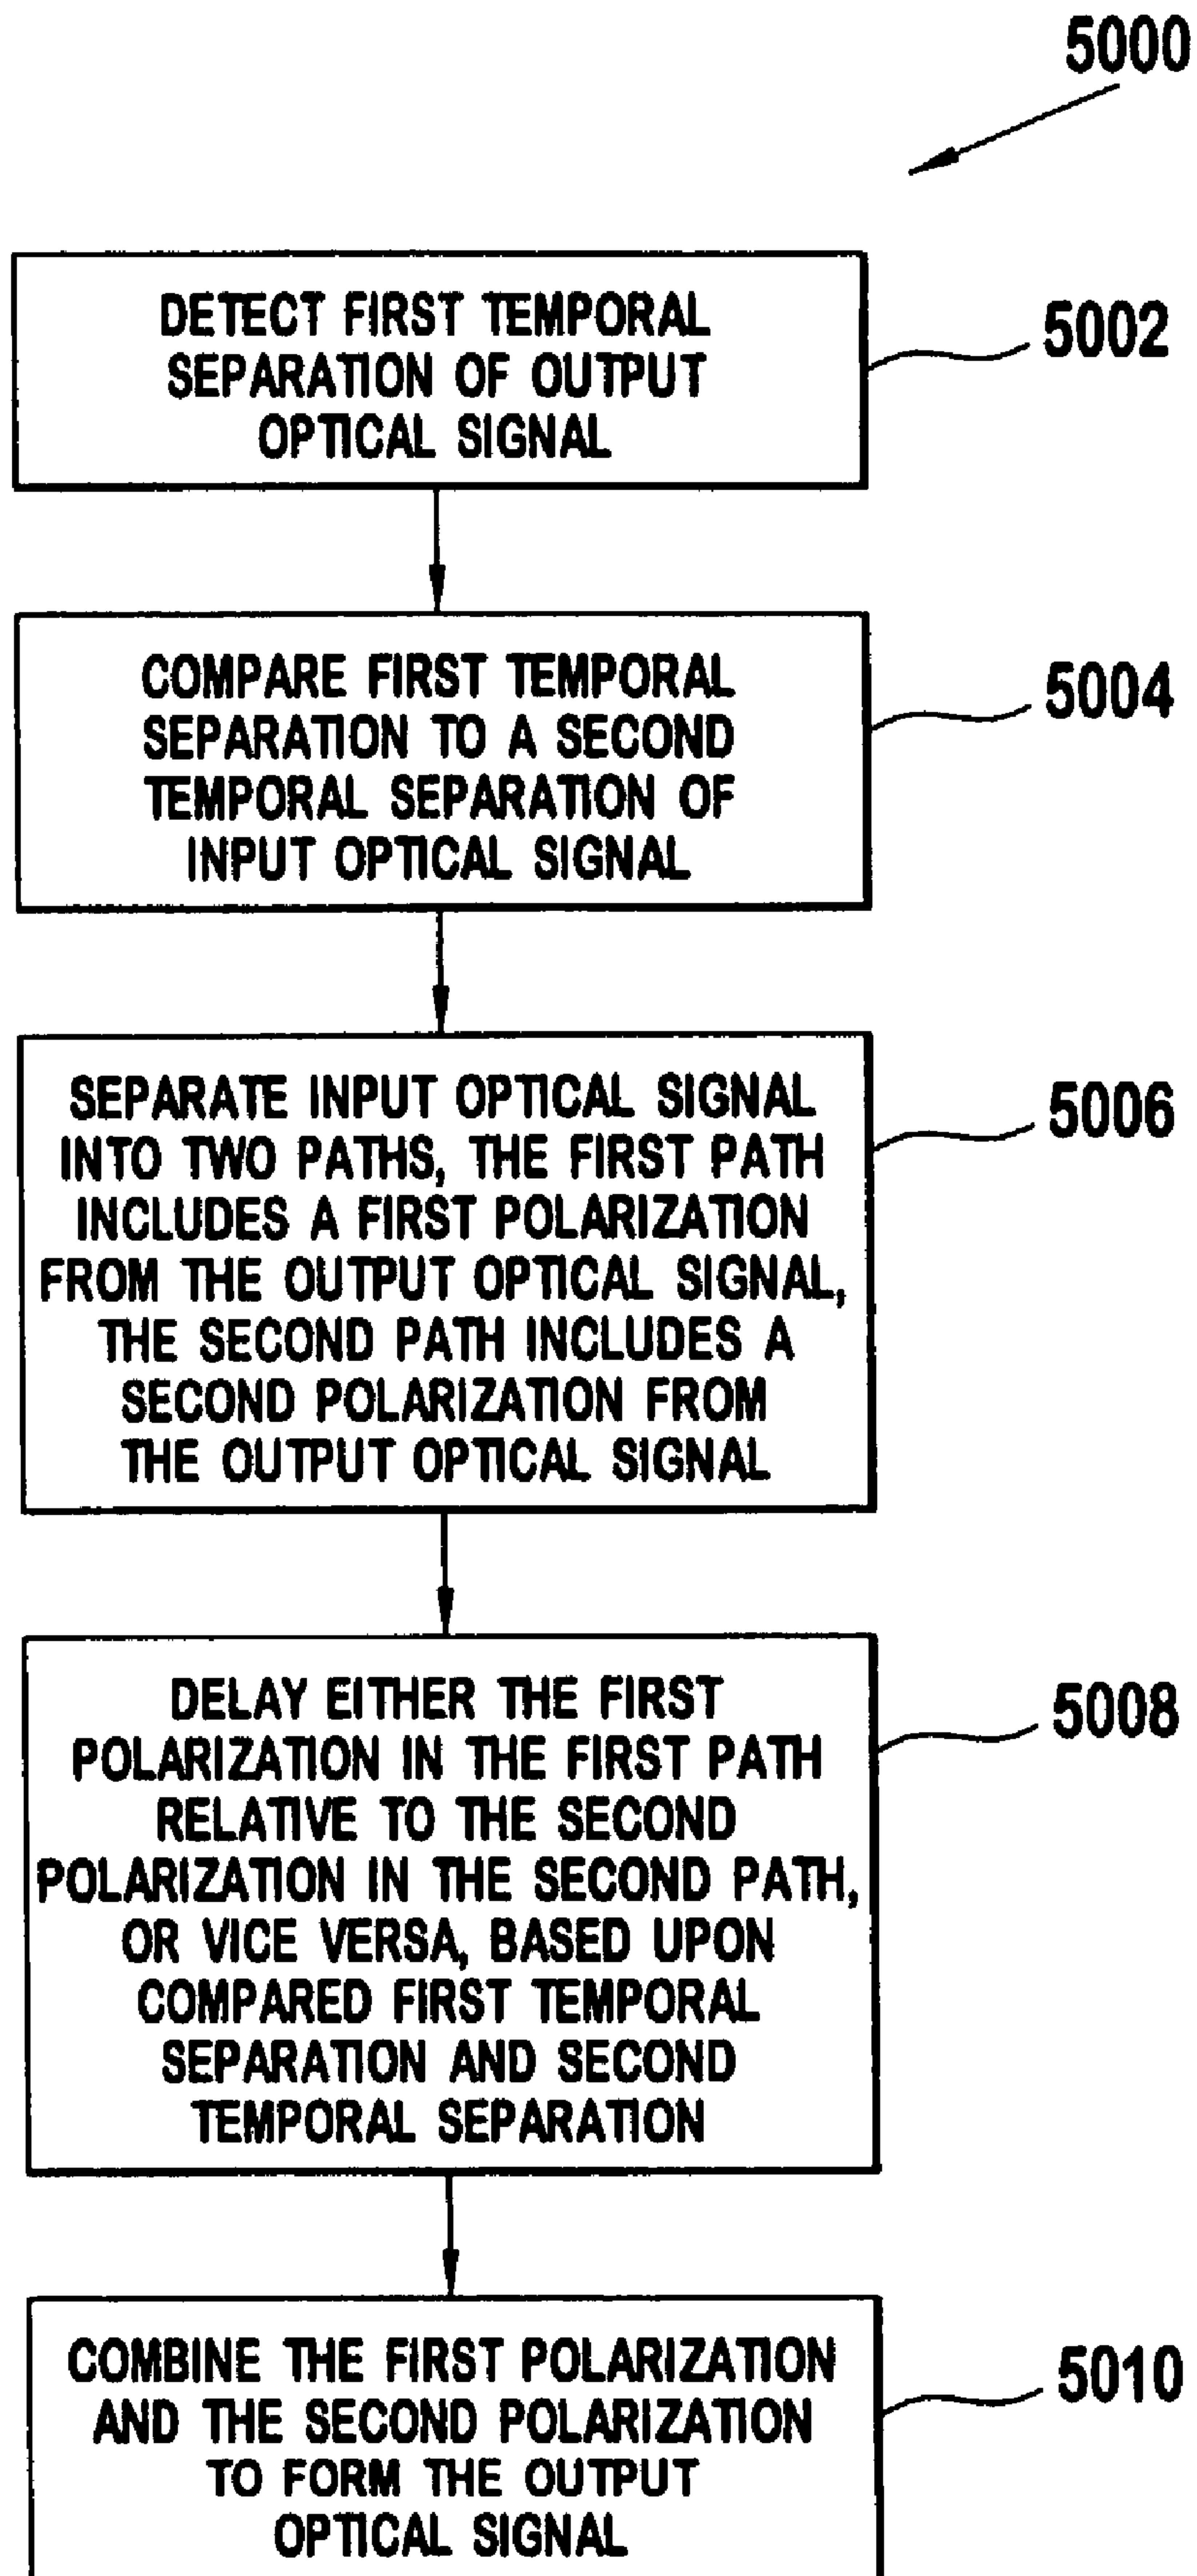 5000
DETECT FIRST TEMPORAL
SEPARATION OF OUTPUT
OPTICAL SIGNAL
5002
COMPARE FIRST TEMPORAL
SEPARATION TO A SECOND
TEMPORAL SEPARATION OF
INPUT OPTICAL SIGNAL
5004
SEPARATE INPUT OPTICAL SIGNAL
INTO TWO PATHS, THE FIRST PATH
INCLUDES A FIRST POLARIZATION
FROM THE OUTPUT OPTICAL SIGNAL,
THE SECOND PATH INCLUDES A
SECOND POLARIZATION FROM
THE OUTPUT OPTICAL SIGNAL
5006
DELAY EITHER THE FIRST
POLARIZATION IN THE FIRST PATH
RELATIVE TO THE SECOND
POLARIZATION IN THE SECOND PATH,
OR VICE VERSA, BASED UPON
COMPARED FIRST TEMPORAL
SEPARATION AND SECOND
TEMPORAL SEPARATION
5008
COMBINE THE FIRST POLARIZATION
AND THE SECOND POLARIZATION
TO FORM THE OUTPUT
OPTICAL SIGNAL
5010